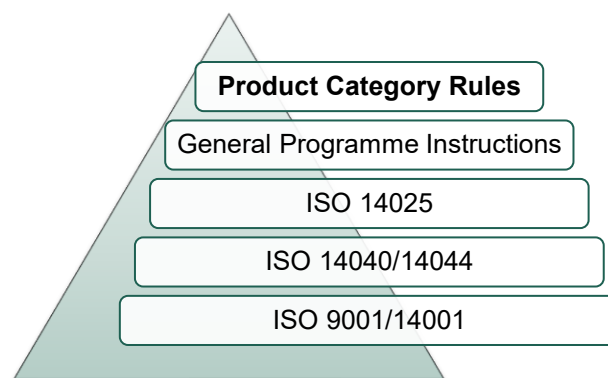 Product Category Rules
General Programme Instructions
ISO 14025
ISO 14040/14044
ISO 9001/14001